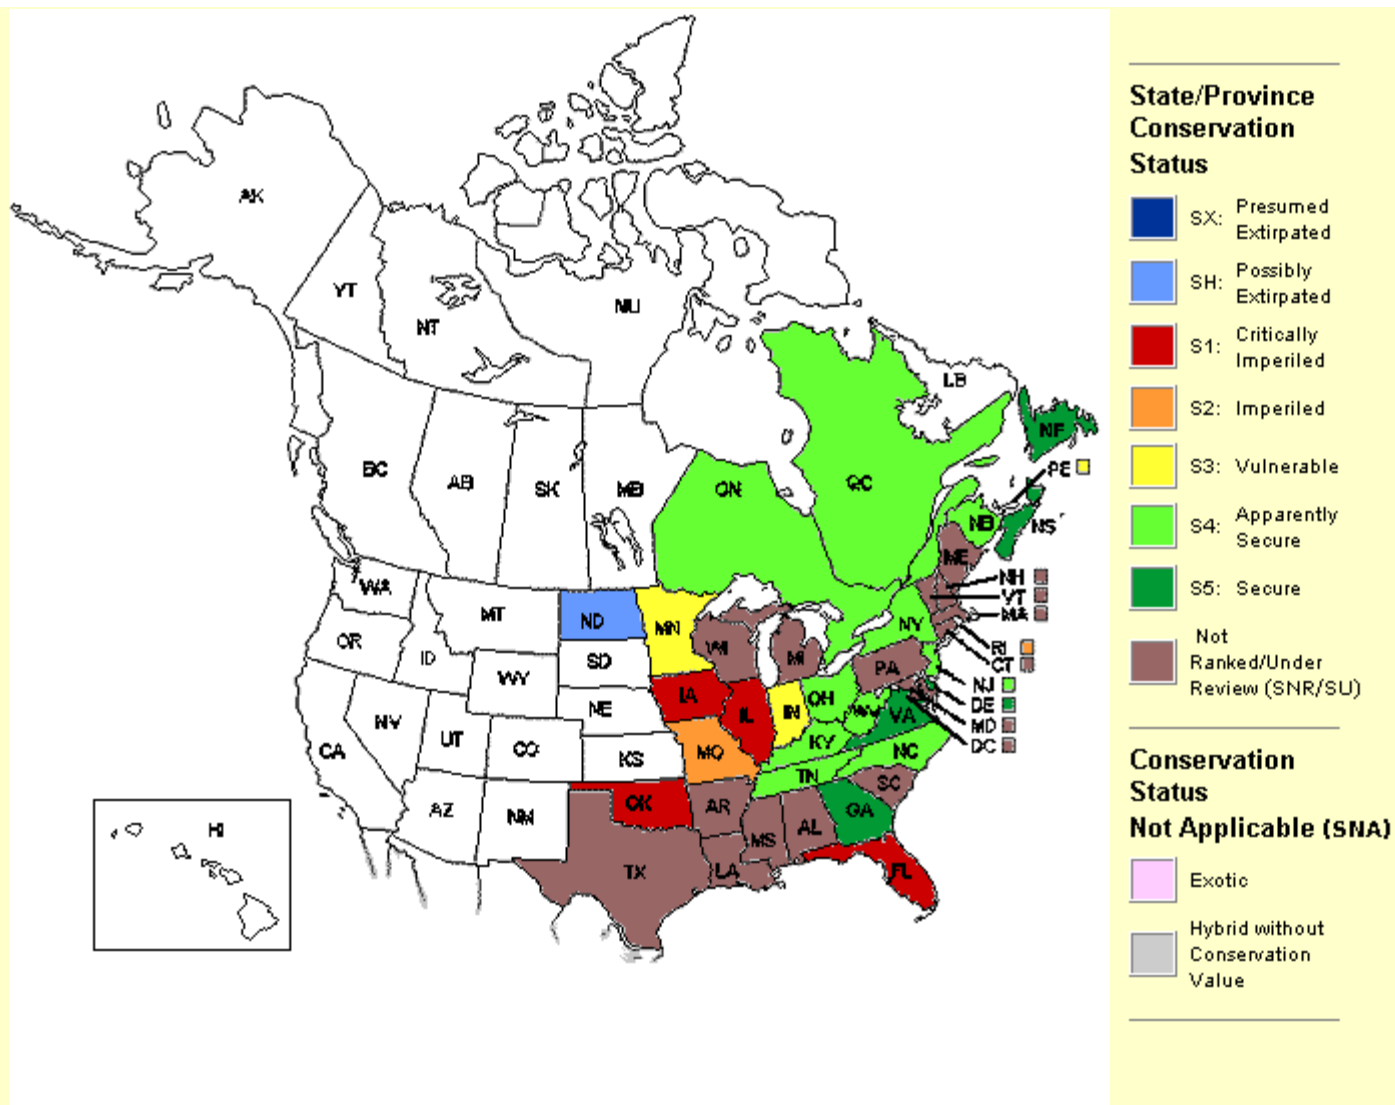 AK
YT
NT
NU
LB
NF
BC
AB
SK
MB
ON
QC
PE
NB
NS
ME
NH
VT
MA
WA
MT
ND
MN
NY
RI
OR
ID
SD
WI
MI
PA
CT
WY
NJ
IA
OH
DE
NV
NE
IL
IN
WV
VA
MD
CA
UT
CO
KS
MO
KY
NC
DC
AZ
NM
OK
AR
TN
SC
HI
TX
LA
MS
AL
GA
FL
State/Province
Conservation
Status
SX: Presumed
Extirpated
SH: Possibly
Extirpated
S1: Critically
Imperiled
S2: Imperiled
S3: Vulnerable
S4: Apparently
Secure
S5: Secure
Not
Ranked/Under
Review (SNR/SU)
Conservation
Status
Not Applicable (SNA)
Exotic
Hybrid without
Conservation
Value